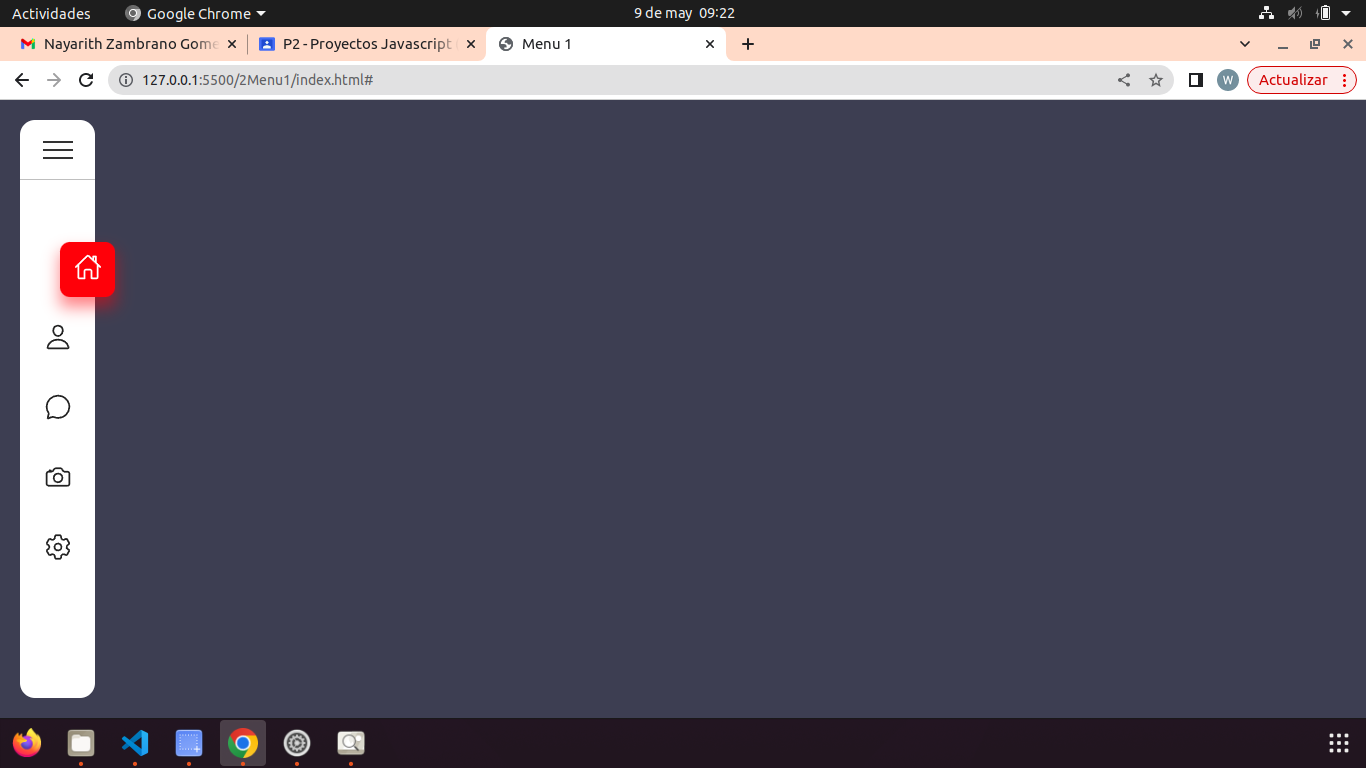 Actividades Google Chrome 9 de may 09:22
Nayarith Zambrano Gome P2 - Proyectos Javascript Menu 1
127.0.0.1:5500/2Menu1/index.html# W Actualizar